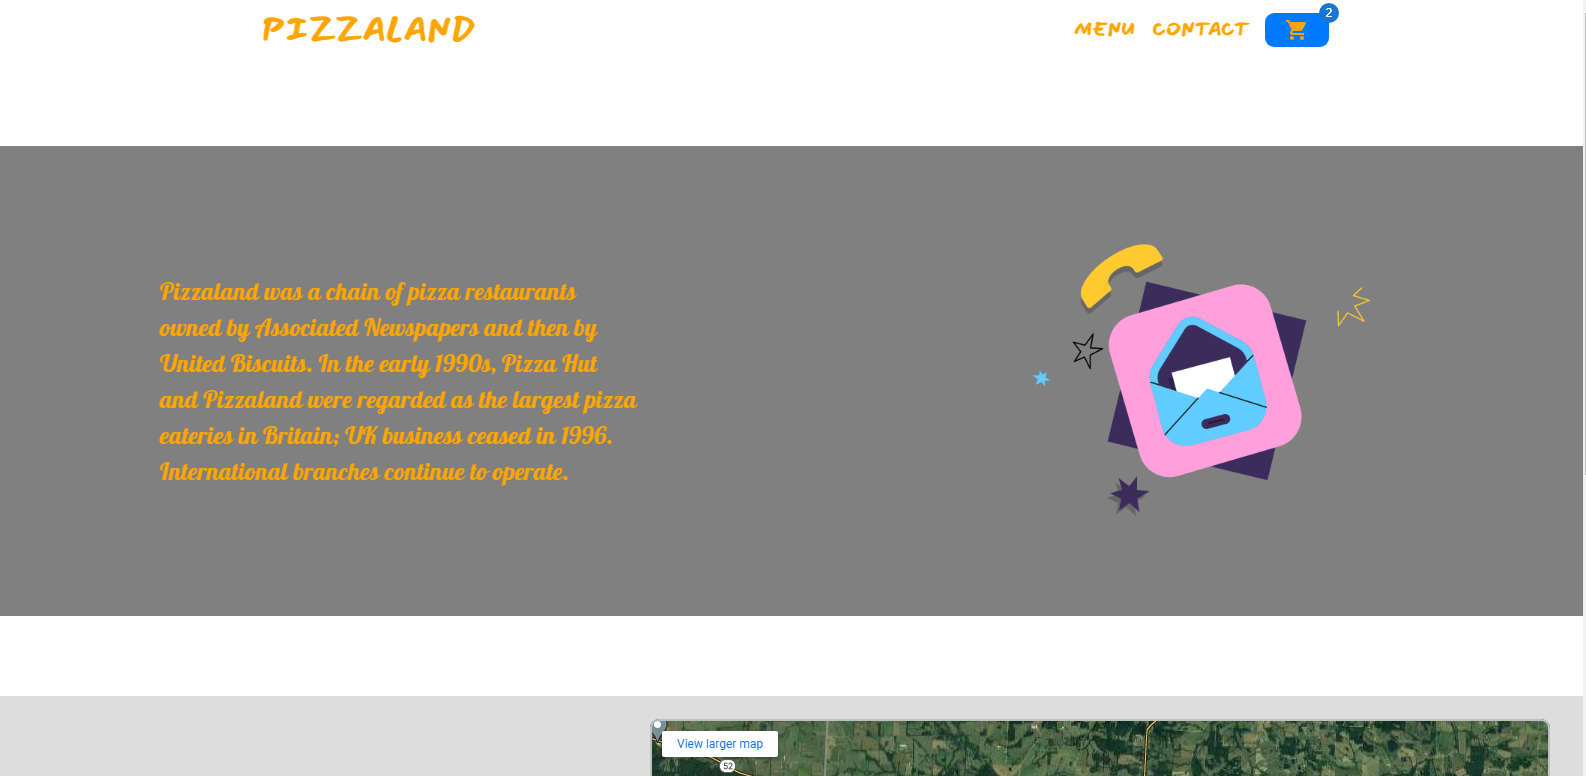 PIZZALAND
MENU CONTACT
2
Pizzaland was a chain of pizza restaurants
owned by Associated Newspapers and then by
United Biscuits. In the early 1990s, Pizza Hut
and Pizzaland were regarded as the largest pizza
eateries in Britain; UK business ceased in 1996.
International branches continue to operate.
View larger map
52